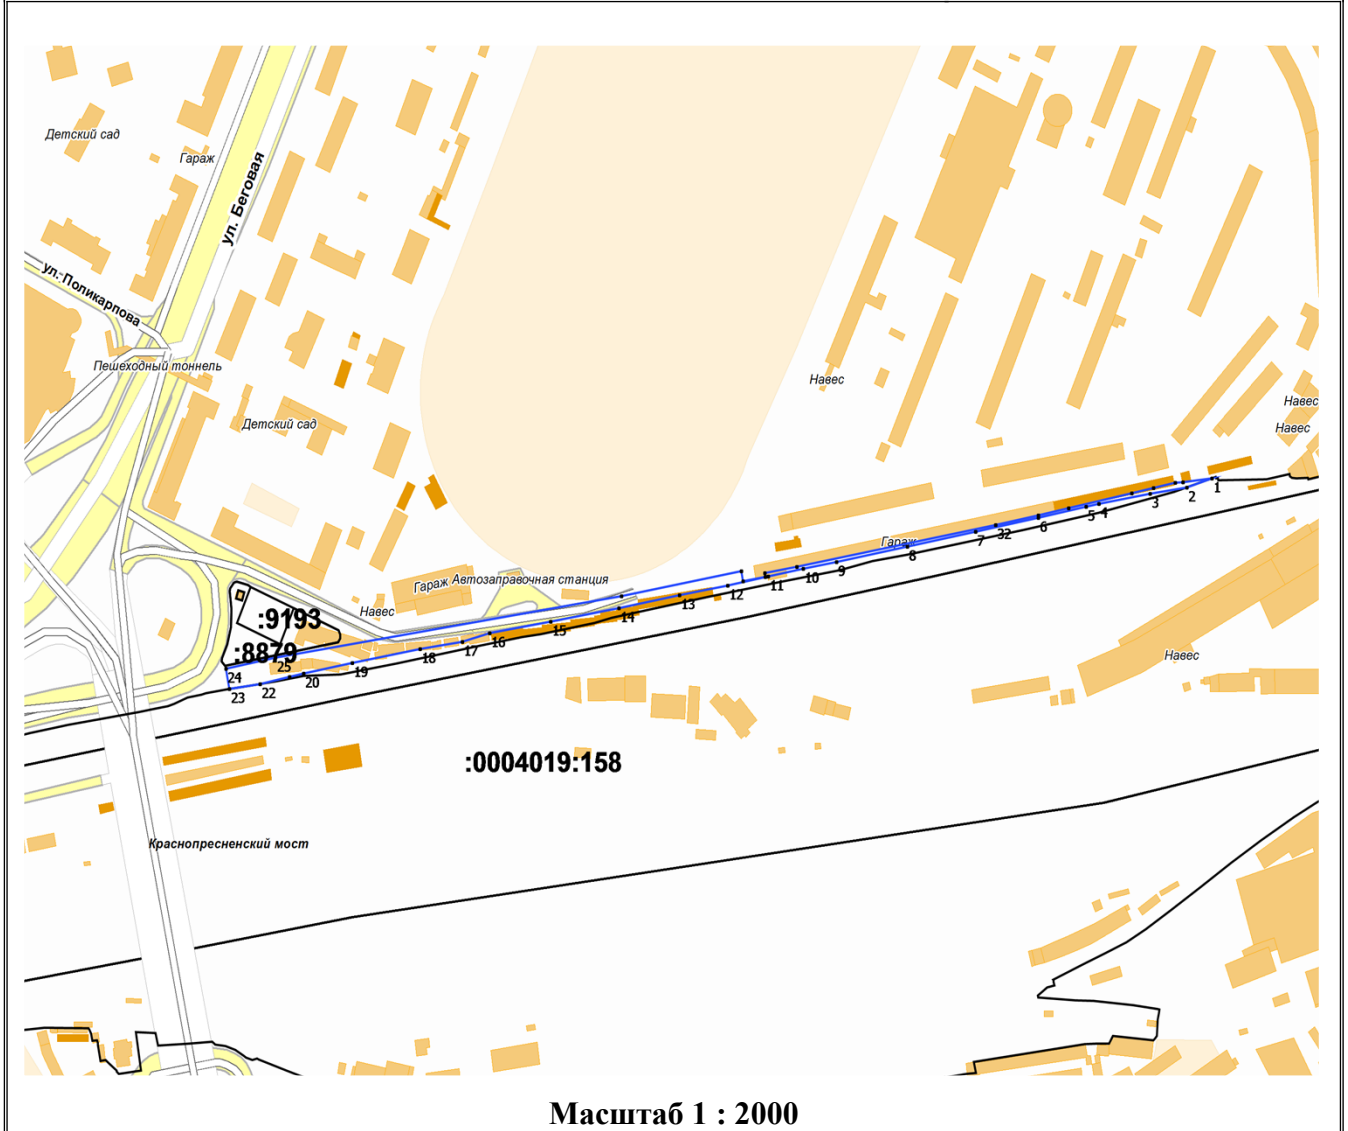 Детский сад
Гараж
ул. Беговая
ул. Поликарпова
Пешеходный тоннель
Навес
Детский сад
Навес
Навес
1
2
3
4
5
6
32
7
Гараж
8
9
10
11
12
Гараж
Автозаправочная станция
13
14
Навес
:9193
15
16
17
18
:8879
19
25
20
24
22
23
Навес
:0004019:158
Краснопресненский мост
Масштаб 1 : 2000